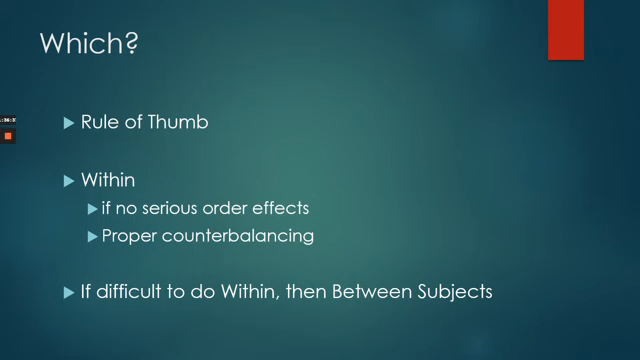 Which?
Rule of Thumb
Within
if no serious order effects
Proper counterbalancing
If difficult to do Within, then Between Subjects